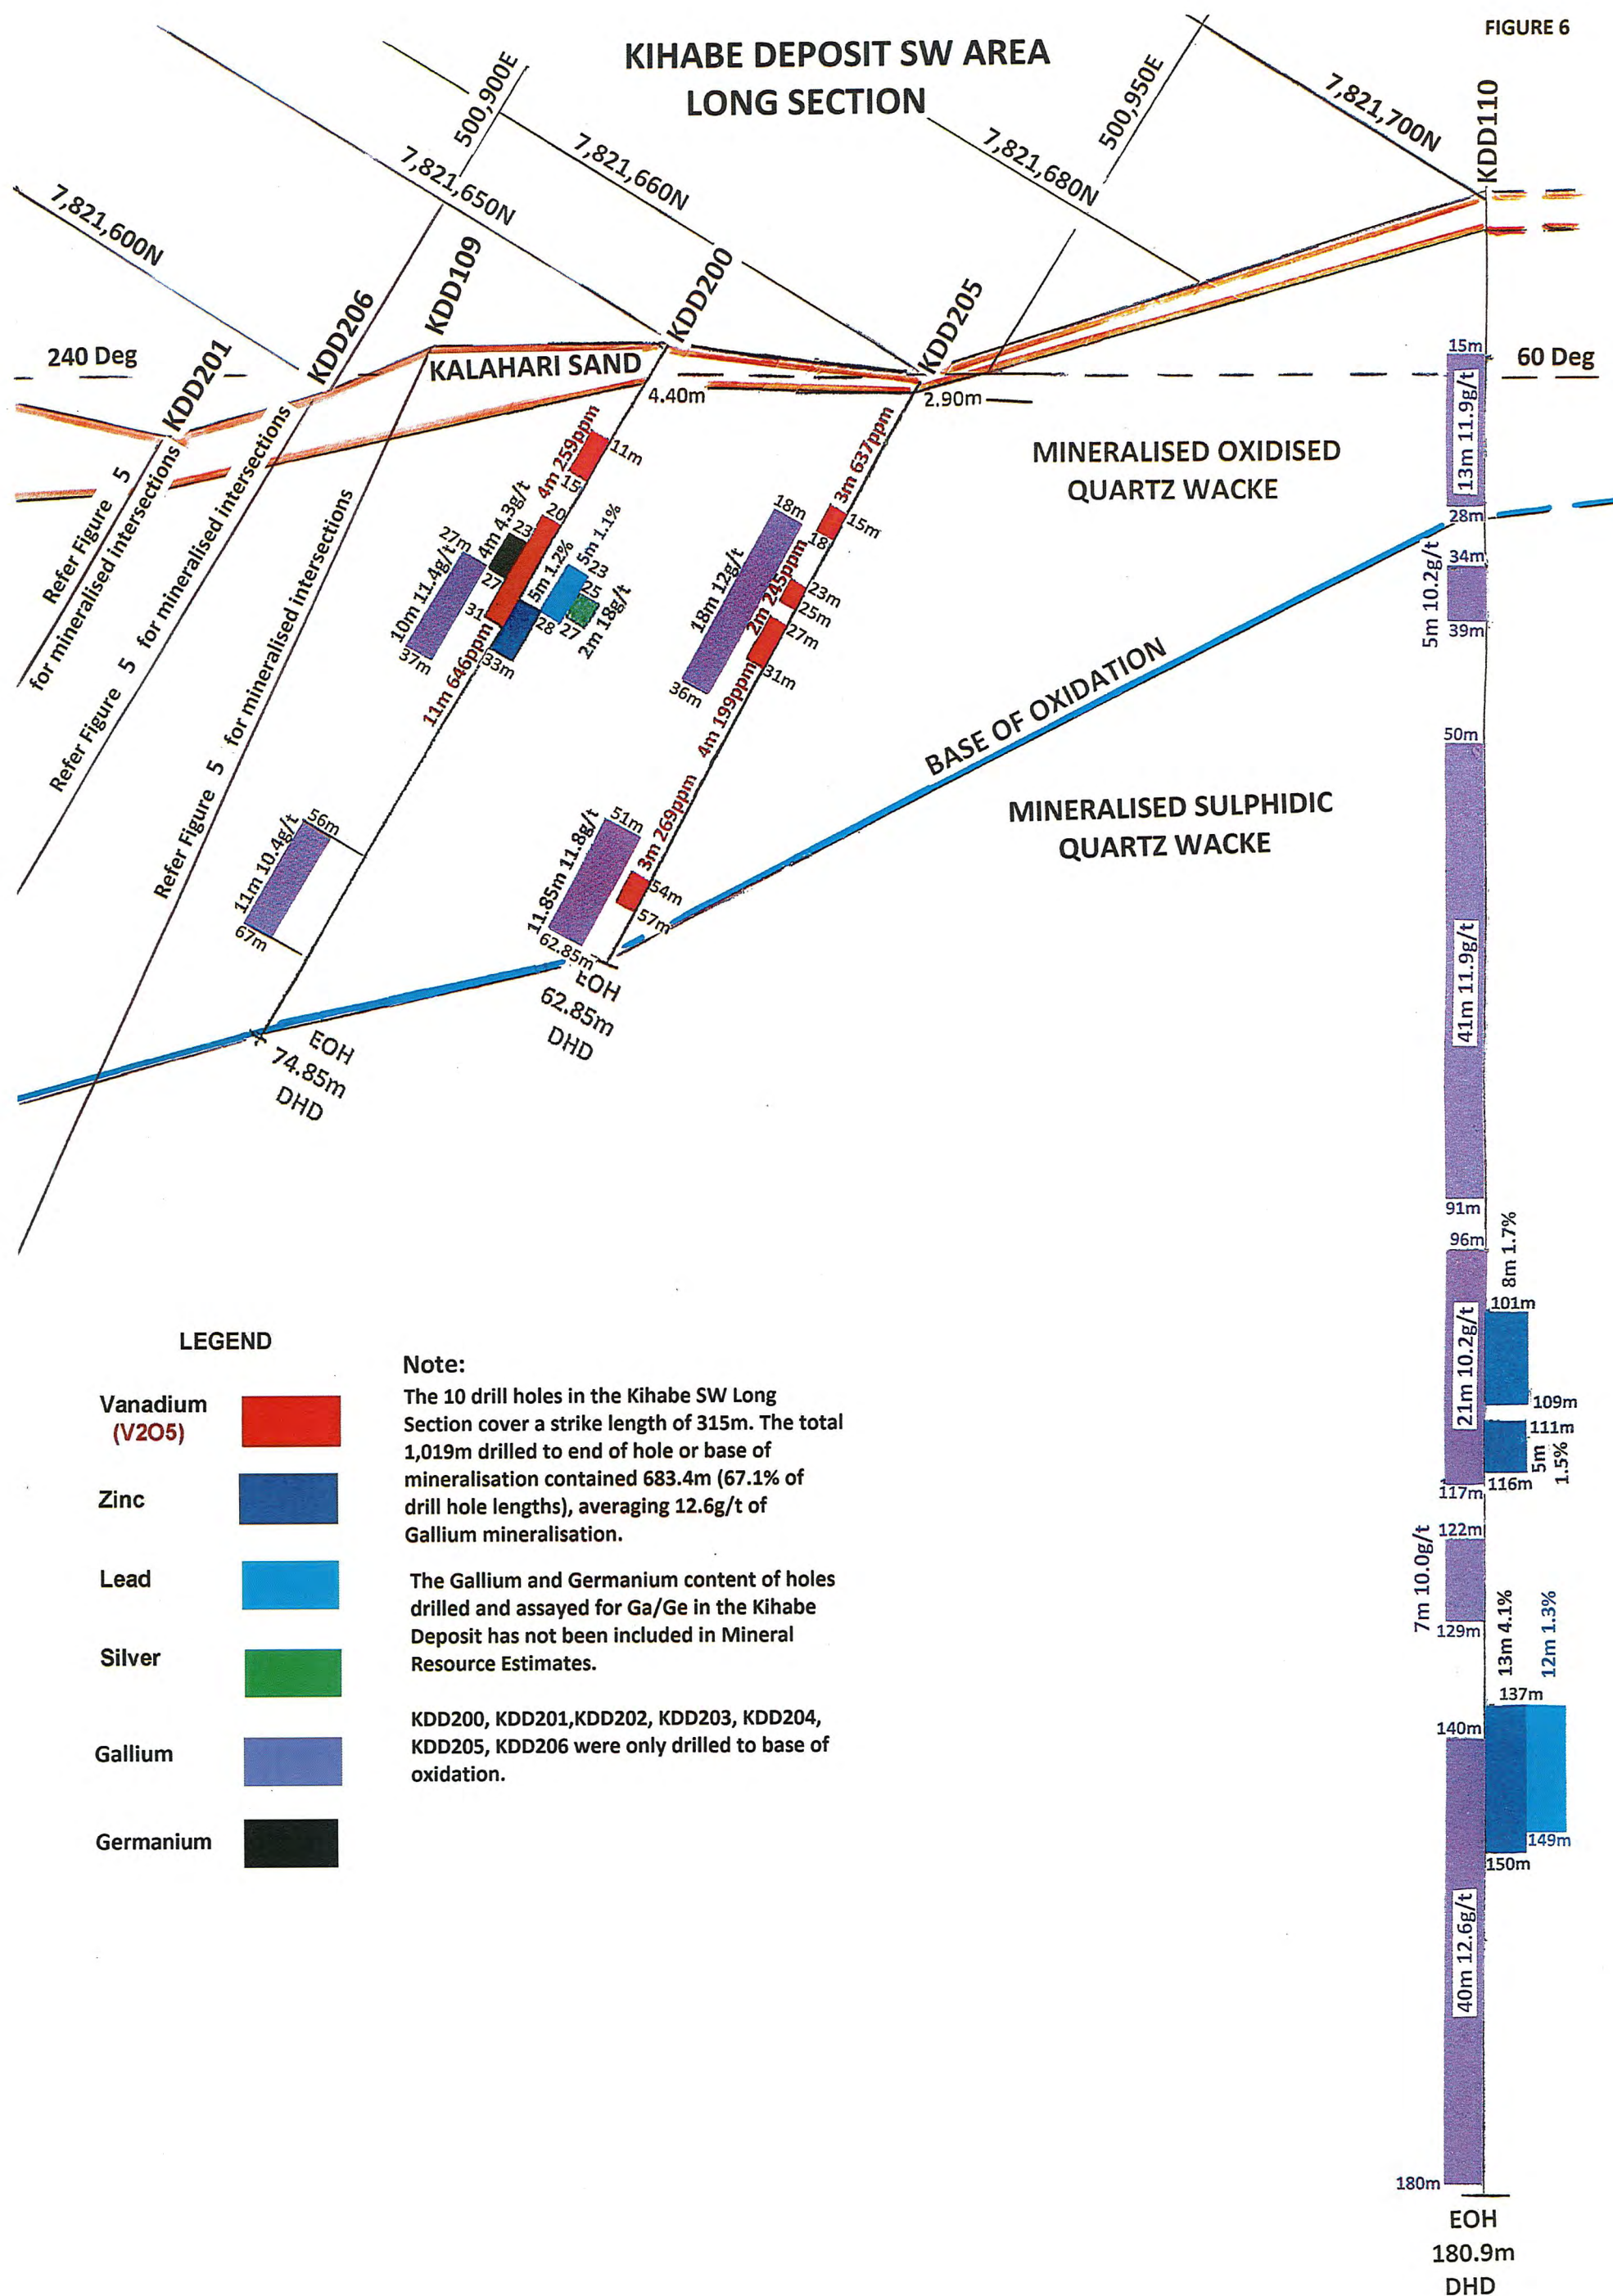 FIGURE 6
KIHABE DEPOSIT SW AREA
LONG SECTION
500,900E
500,950E
7,821,700N
KDD110
7,821,600N
7,821,650N
7,821,660N
7,821,680N
240 Deg
60 Deg
KDD201
KDD206
KDD109
KDD200
KDD205
KALAHARI SAND
4.40m
2.90m
Refer Figure 5
for mineralised intersections
Refer Figure 5 for mineralised intersections
Refer Figure 5 for mineralised intersections
MINERALISED OXIDISED
QUARTZ WACKE
BASE OF OXIDATION
MINERALISED SULPHIDIC
QUARTZ WACKE
4m 259ppm
11m
15
20
4m 4.3g/t
23
27
27m
10m 11.4g/t
37m
31
11m 646ppm
5m 1.2%
28
33m
5m 1.1%
23
25
27
2m 18g/t
56m
11m 10.4g/t
67m
EOH
74.85m
DHD
3m 637ppm
15m
18
18m
18m 12g/t
36m
2m 245ppm
23m
25m
27m
31m
4m 199ppm
51m
11.85m 11.8g/t
62.85m
3m 269ppm
54m
57m
EOH
62.85m
DHD
15m
13m 11.9g/t
28m
34m
5m 10.2g/t
39m
50m
41m 11.9g/t
91m
96m
8m 1.7%
101m
21m 10.2g/t
109m
111m
5m
1.5%
116m
117m
122m
7m 10.0g/t
129m
13m 4.1%
12m 1.3%
137m
140m
149m
150m
40m 12.6g/t
180m
EOH
180.9m
DHD
LEGEND
Vanadium
(V2O5)
Zinc
Lead
Silver
Gallium
Germanium
Note:
The 10 drill holes in the Kihabe SW Long
Section cover a strike length of 315m. The total
1,019m drilled to end of hole or base of
mineralisation contained 683.4m (67.1% of
drill hole lengths), averaging 12.6g/t of
Gallium mineralisation.
The Gallium and Germanium content of holes
drilled and assayed for Ga/Ge in the Kihabe
Deposit has not been included in Mineral
Resource Estimates.
KDD200, KDD201,KDD202, KDD203, KDD204,
KDD205, KDD206 were only drilled to base of
oxidation.